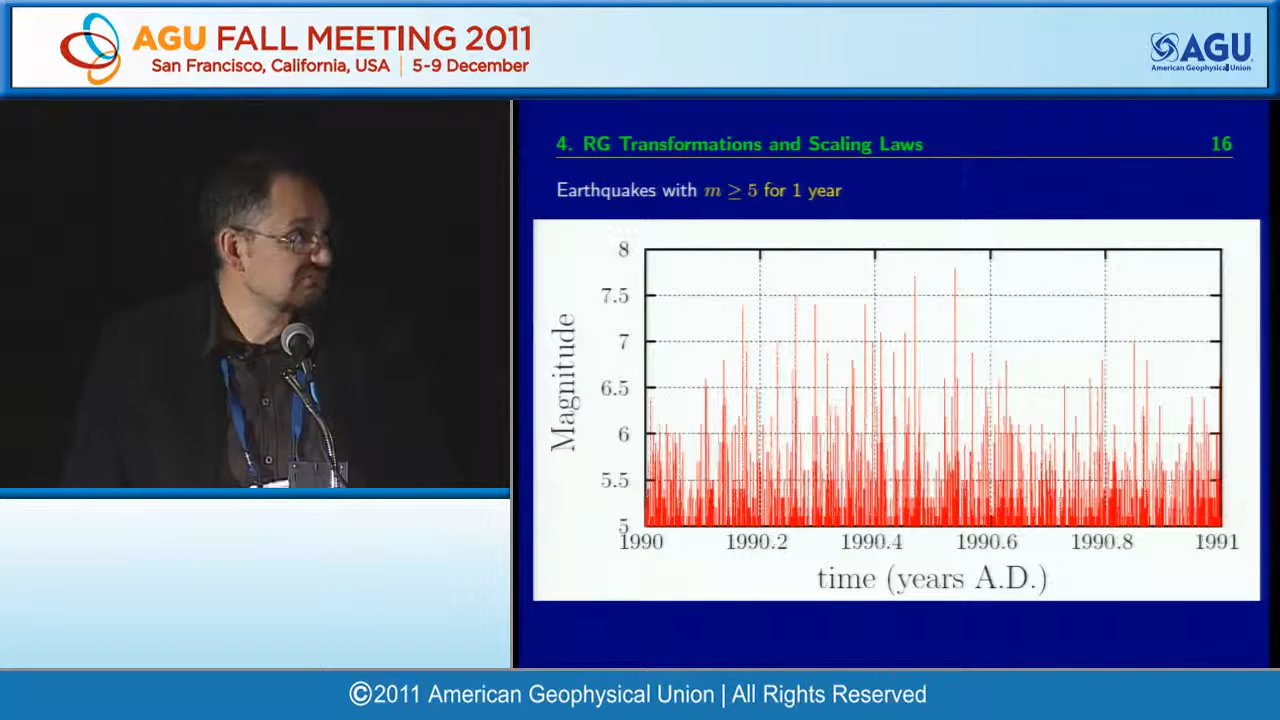 AGU FALL MEETING 2011
San Francisco, California, USA | 5-9 December
AGU
American Geophysical Union
4. RG Transformations and Scaling Laws 16
Earthquakes with m ≥ 5 for 1 year
8
7.5
7
6.5
6
5.5
5
Magnitude
1990 1990.2 1990.4 1990.6 1990.8 1991
time (years A.D.)
©2011 American Geophysical Union | All Rights Reserved